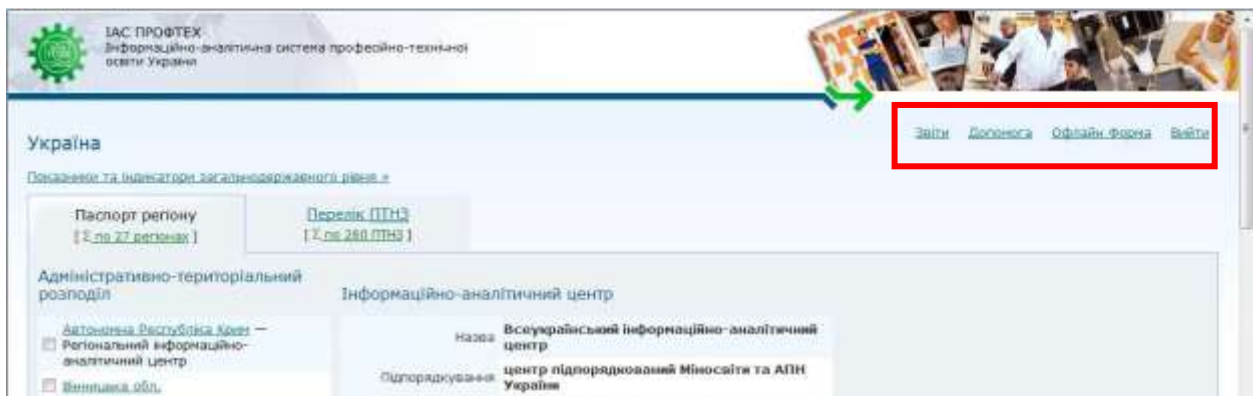 ІАС ПРОФТЕХ
Інформаційно-аналітична система професійно-технічної
освіти України
Звіти Допомога Офлайн Форма Вийти
Україна
Показники та індикатори загальнодержавного рівня »
Паспорт регіону
[ Σ по 27 регіонах ]
Перелік ПТНЗ
[ Σ по 280 ПТНЗ ]
Адміністративно-територіальний
розподіл
Автономна Республіка Крим —
Регіональний інформаційно-
аналітичний центр
Вінницька обл.
Інформаційно-аналітичний центр
Назва Всеукраїнський інформаційно-аналітичний
центр
Підпорядкування центр підпорядкований Міносвіти та АПН
України